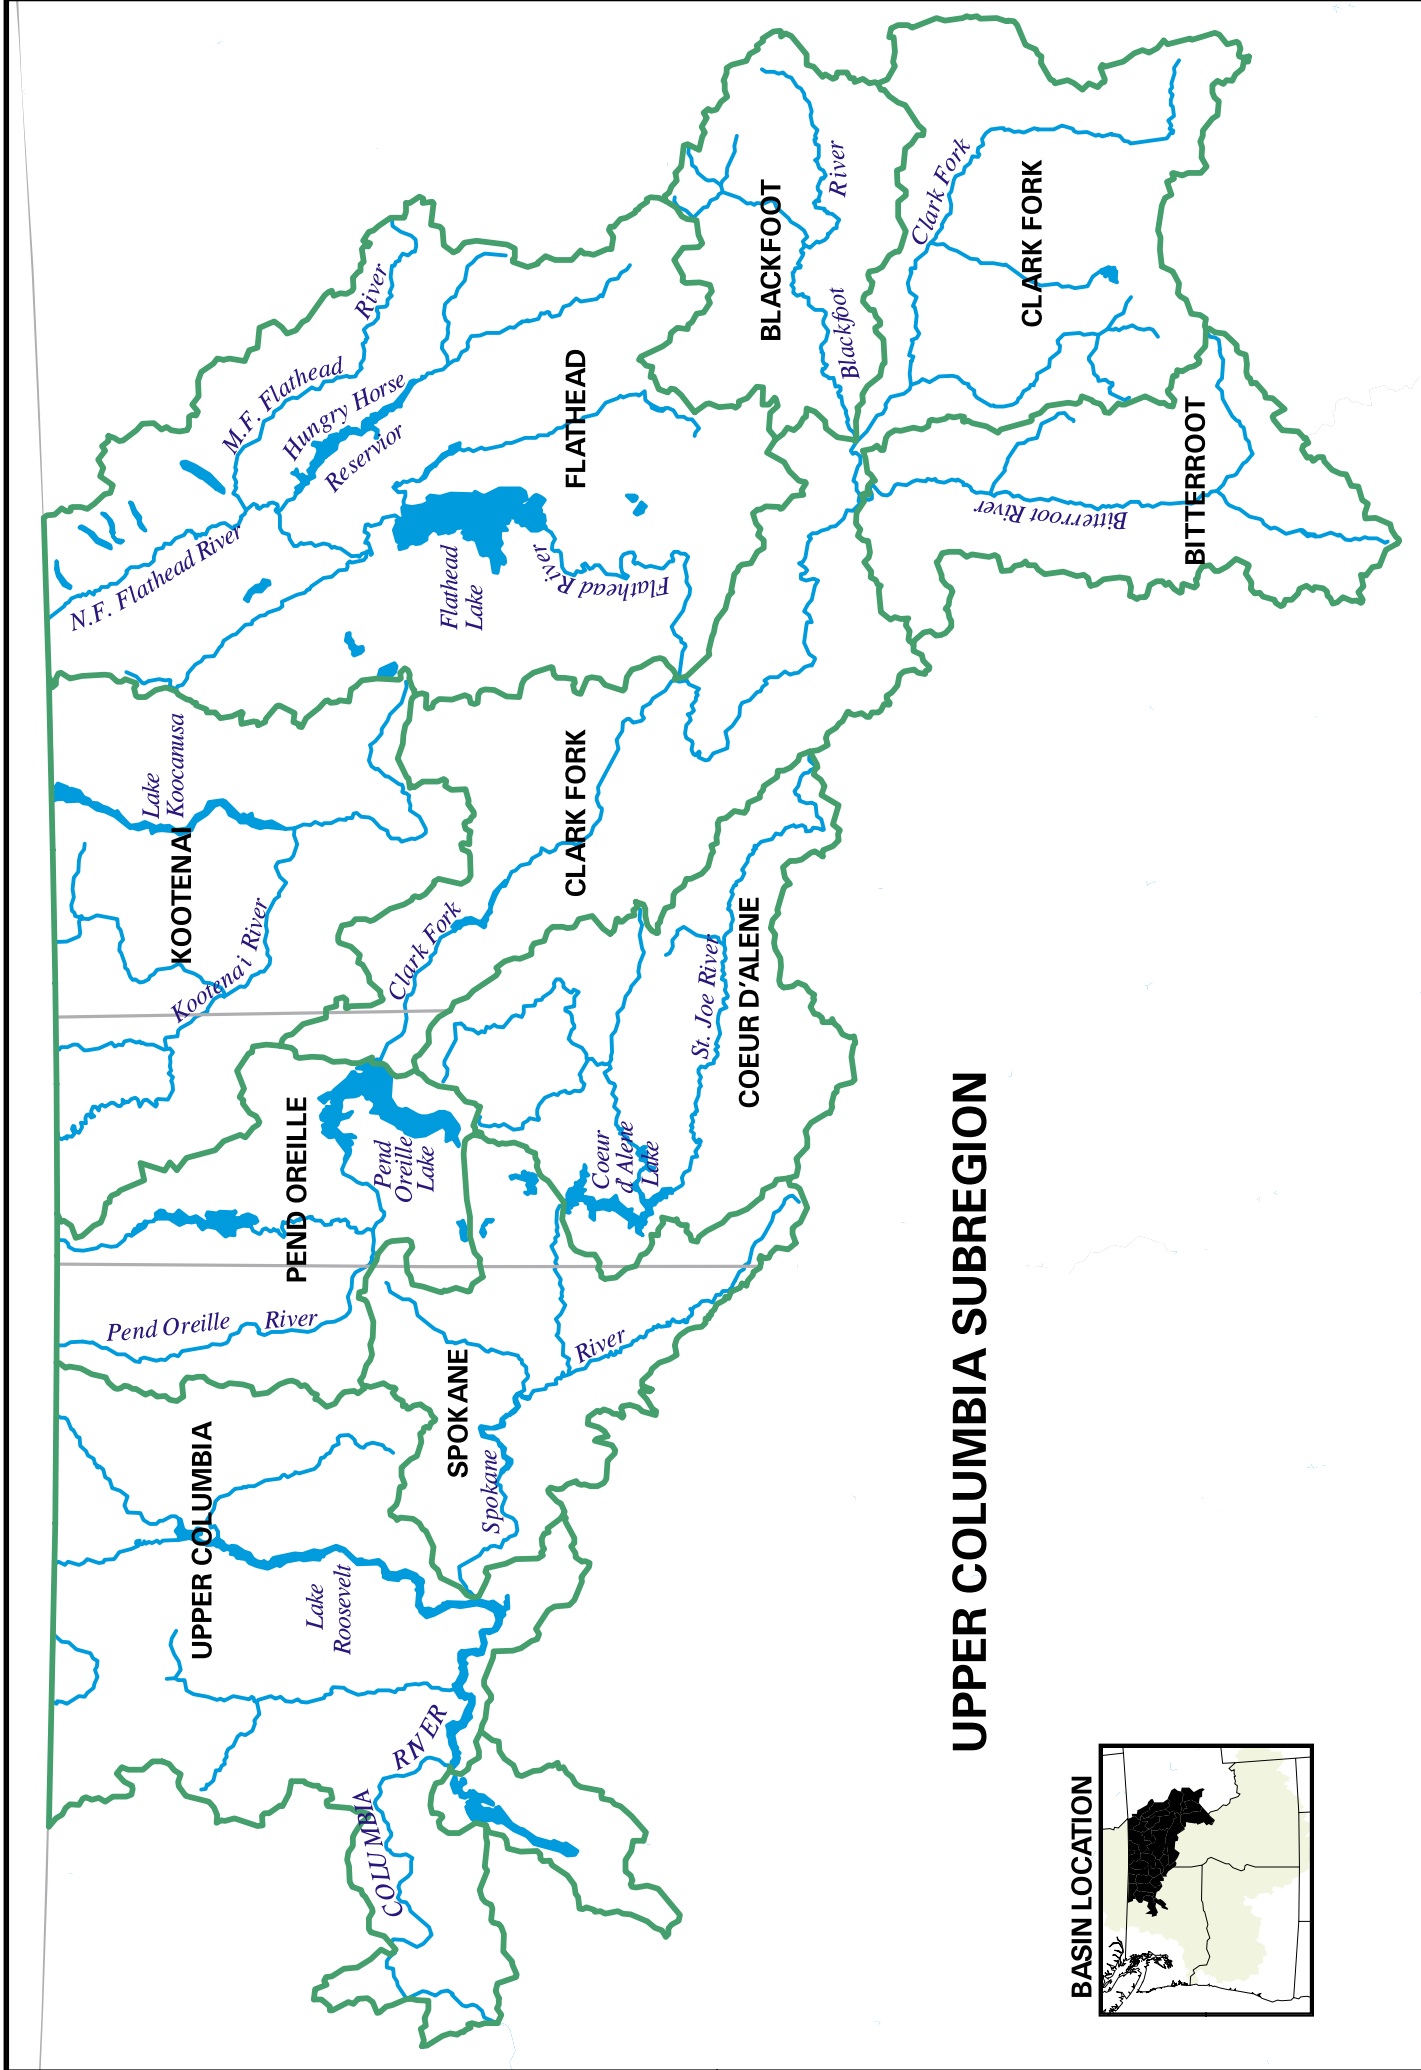 UPPER COLUMBIA SUBREGION
BASIN LOCATION
UPPER COLUMBIA
Lake
Roosevelt
COLUMBIA
RIVER
SPOKANE
Spokane
River
PEND OREILLE
Pend Oreille
River
Pend
Oreille
Lake
KOOTENAI
Lake
Koocanusa
Kootenai River
COEUR D'ALENE
Coeur
d'Alene
Lake
St. Joe River
CLARK FORK
Clark Fork
FLATHEAD
Flathead
Lake
Flathead River
N.F. Flathead River
M.F. Flathead
River
Hungry Horse
Reservior
BLACKFOOT
Blackfoot
River
CLARK FORK
Clark Fork
BITTERROOT
Bitterroot River